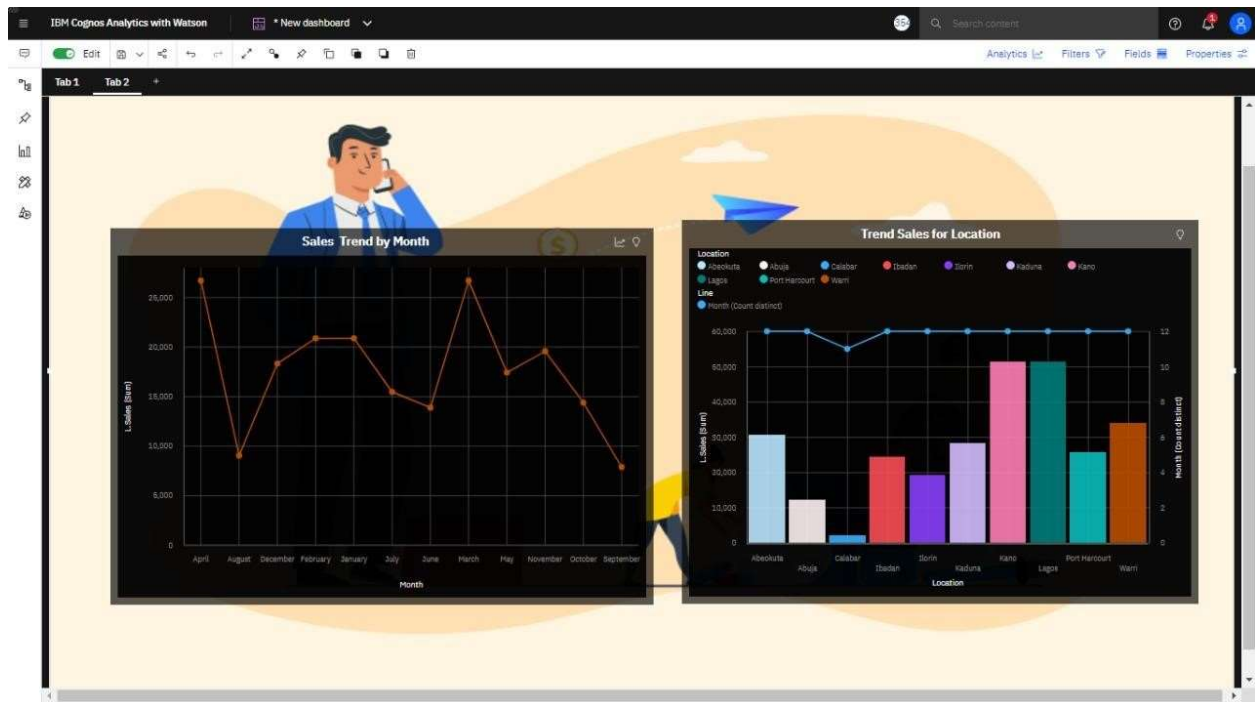 IBM Cognos Analytics with Watson
* New dashboard
354
Search content
1
Edit
Analytics
Filters
Fields
Properties
Tab 1
Tab 2
+
Sales Trend by Month
25,000
20,000
15,000
10,000
5,000
0
L.Sales (Sum)
April August December February January July June March May November October September
Month
$
Trend Sales for Location
Location
Abeokuta Abuja Calabar Ibadan Ilorin Kaduna Kano
Lagos Port Harcourt Warri
Line
Month (Count distinct)
60,000
50,000
40,000
30,000
20,000
10,000
0
L.Sales (Sum)
12
10
8
6
4
2
0
Month (Count distinct)
Abeokuta Calabar Ilorin Kano Port Harcourt
Abuja Ibadan Kaduna Lagos Warri
Location